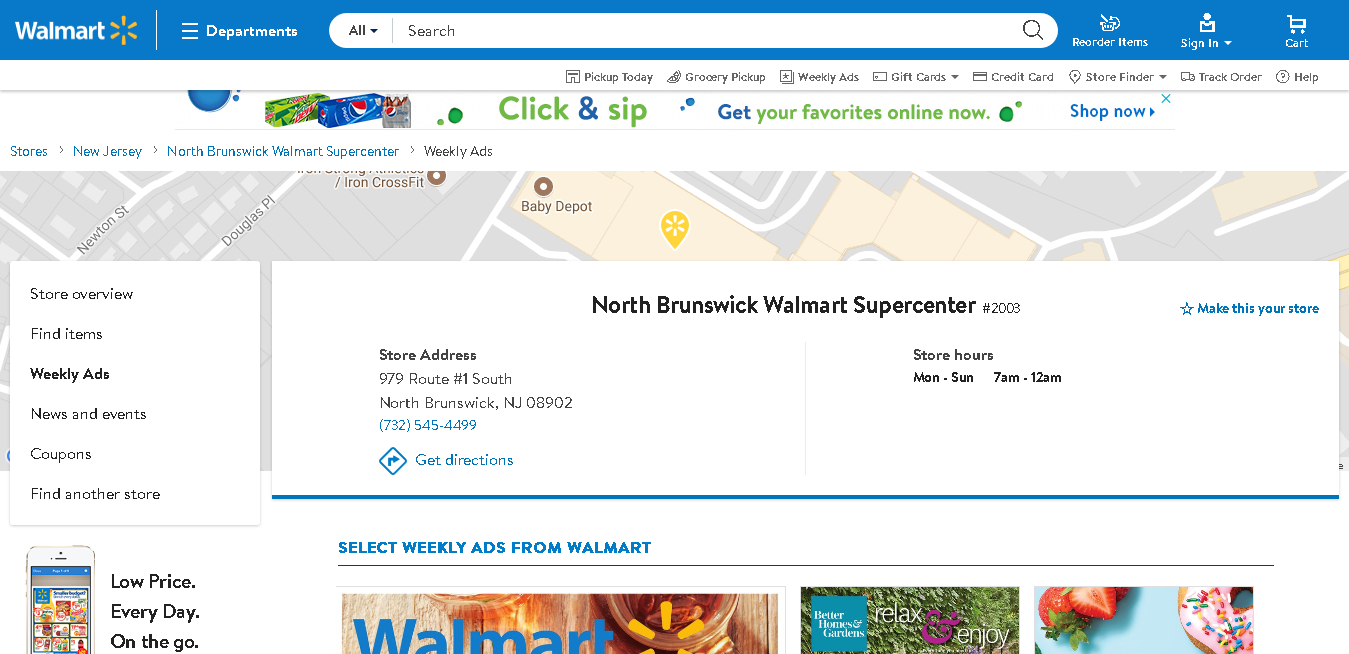 Walmart
Departments
All
Search
Reorder Items
Sign In
Cart
Pickup Today
Grocery Pickup
Weekly Ads
Gift Cards
Credit Card
Store Finder
Track Order
Help
Click & sip
Get your favorites online now.
Shop now
Stores
New Jersey
North Brunswick Walmart Supercenter
Weekly Ads
Iron Strong Athletics
/ Iron CrossFit
Baby Depot
Newton St
Douglas Pl
Store overview
Find items
Weekly Ads
News and events
Coupons
Find another store
North Brunswick Walmart Supercenter #2003
Make this your store
Store Address
979 Route #1 South
North Brunswick, NJ 08902
(732) 545-4499
Get directions
Store hours
Mon - Sun 7am - 12am
Low Price.
Every Day.
On the go.
SELECT WEEKLY ADS FROM WALMART
Walmart
Better
Homes
& Gardens
relax
& enjoy